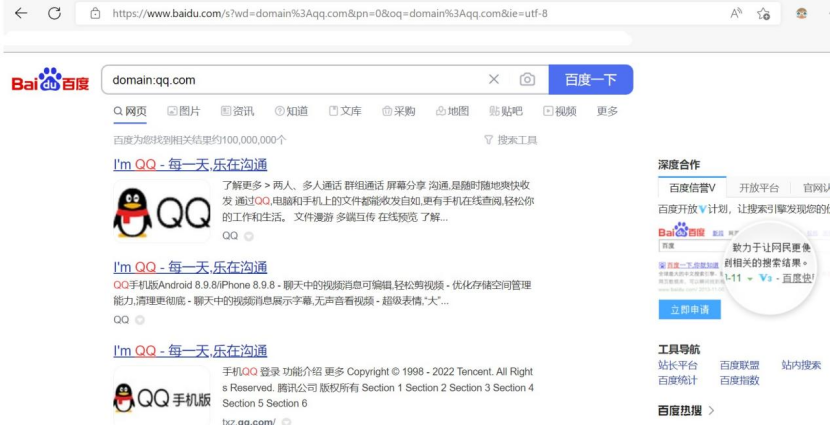 https://www.baidu.com/s?wd=domain%3Aqq.com&pn=0&oq=domain%3Aqq.com&ie=utf-8
Bai du 百度
domain:qq.com
百度一下
网页 图片 资讯 知道 文库 采购 地图 贴吧 视频 更多
百度为您找到相关结果约100,000,000个
搜索工具
I'm QQ - 每一天,乐在沟通
QQ
了解更多 > 两人、多人通话 群组通话 屏幕分享 沟通,是随时随地爽快收
发 通过QQ,电脑和手机上的文件都能收发自如,更有手机在线查阅,轻松你
的工作和生活。 文件漫游 多端互传 在线预览 了解...
QQ
I'm QQ - 每一天,乐在沟通
QQ手机版Android 8.9.8/iPhone 8.9.8 - 聊天中的视频消息可编辑,轻松剪视频 - 优化存储空间管理
能力,清理更彻底 - 聊天中的视频消息展示字幕,无声音看视频 - 超级表情,"大"...
QQ
I'm QQ - 每一天,乐在沟通
QQ 手机版
手机QQ 登录 功能介绍 更多 Copyright © 1998 - 2022 Tencent. All Right
s Reserved. 腾讯公司 版权所有 Section 1 Section 2 Section 3 Section 4
Section 5 Section 6
txz.qq.com/
深度合作
百度信誉V 开放平台 官网认
百度开放V计划，让搜索引擎发现您的
Bai du 百度
百度
百度一下,你就知道
致力于让网民更便
到相关的搜索结果。
-11 V3 - 百度快
立即申请
工具导航
站长平台 百度联盟 站内搜索
百度统计 百度指数
百度热搜 >